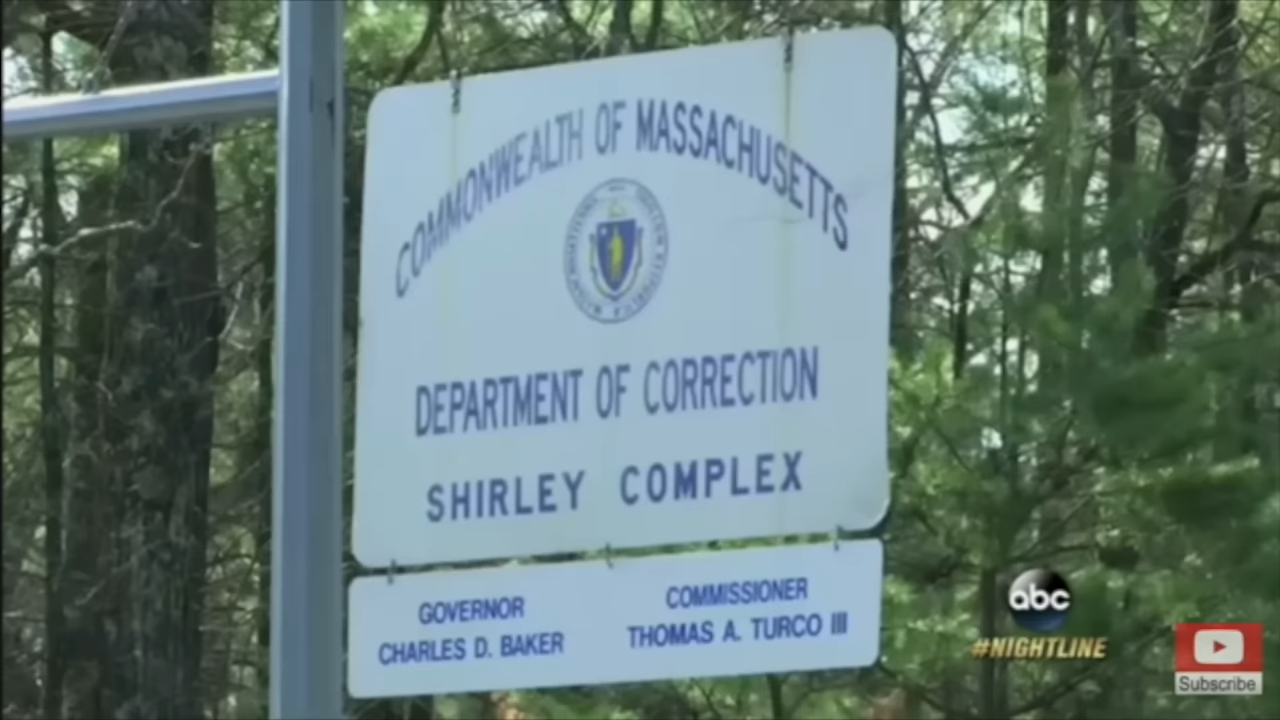 COMMONWEALTH OF MASSACHUSETTS
DEPARTMENT OF CORRECTION
SHIRLEY COMPLEX
GOVERNOR
CHARLES D. BAKER
COMMISSIONER
THOMAS A. TURCO III
abc
#NIGHTLINE
Subscribe